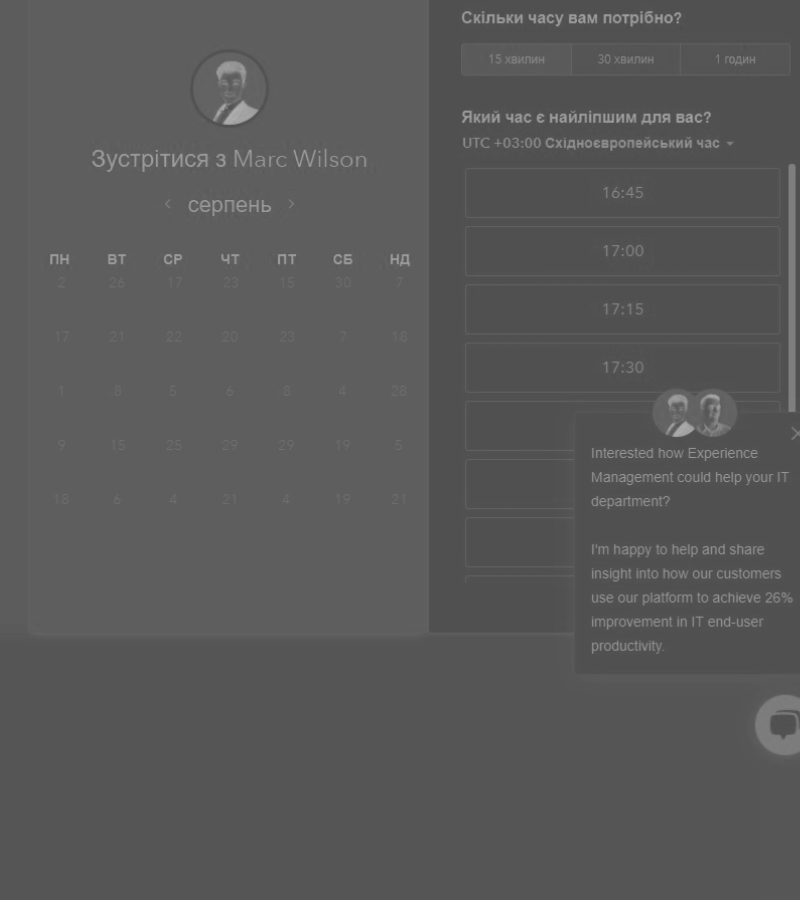 Зустрітися з Marc Wilson
серпень
ПН ВТ СР ЧТ ПТ СБ НД
2 26 17 23 15 30 7
17 21 22 20 23 7 18
1 8 5 6 8 4 28
9 15 25 29 29 19 5
18 6 4 21 4 19 21
Скільки часу вам потрібно?
15 хвилин 30 хвилин 1 годин
Який час є найліпшим для вас?
UTC +03:00 Східноєвропейський час
16:45
17:00
17:15
17:30
Interested how Experience
Management could help your IT
department?
I'm happy to help and share
insight into how our customers
use our platform to achieve 26%
improvement in IT end-user
productivity.